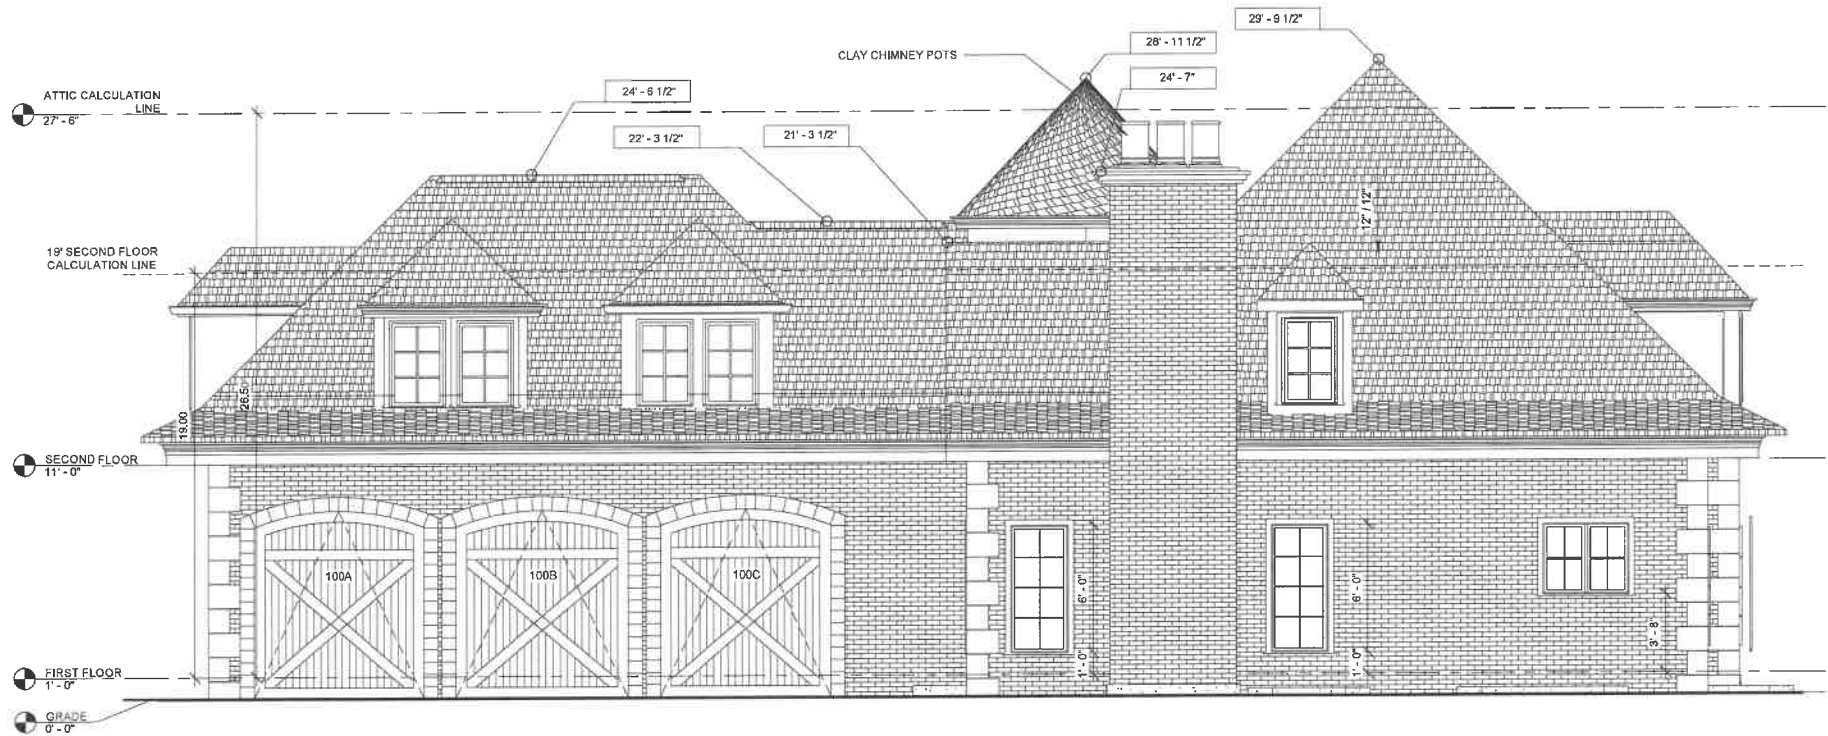 29' - 9 1/2"
28' - 11 1/2"
CLAY CHIMNEY POTS
24' - 7"
24' - 6 1/2"
ATTIC CALCULATION
LINE
27' - 6"
22' - 3 1/2"
21' - 3 1/2"
12" / 12"
19' SECOND FLOOR
CALCULATION LINE
26.50
19.00
SECOND FLOOR
11' - 0"
100A
100B
100C
6' - 0"
6' - 0"
3' - 8"
1' - 0"
1' - 0"
FIRST FLOOR
1' - 0"
GRADE
0' - 0"